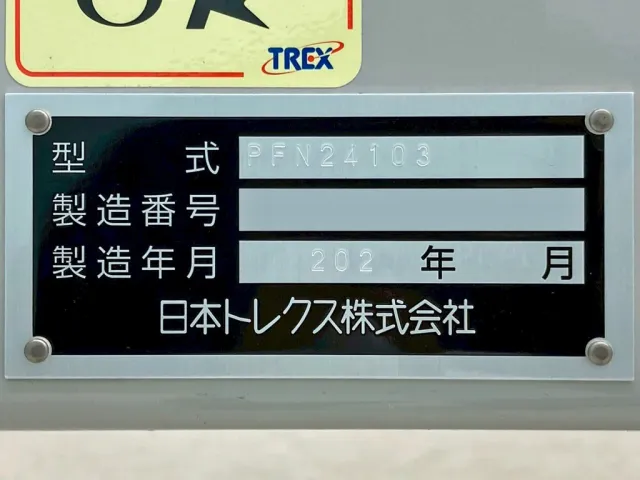 OK
TREX
型式 PFN24103
製造番号
製造年月 202 年 月
日本トレクス株式会社